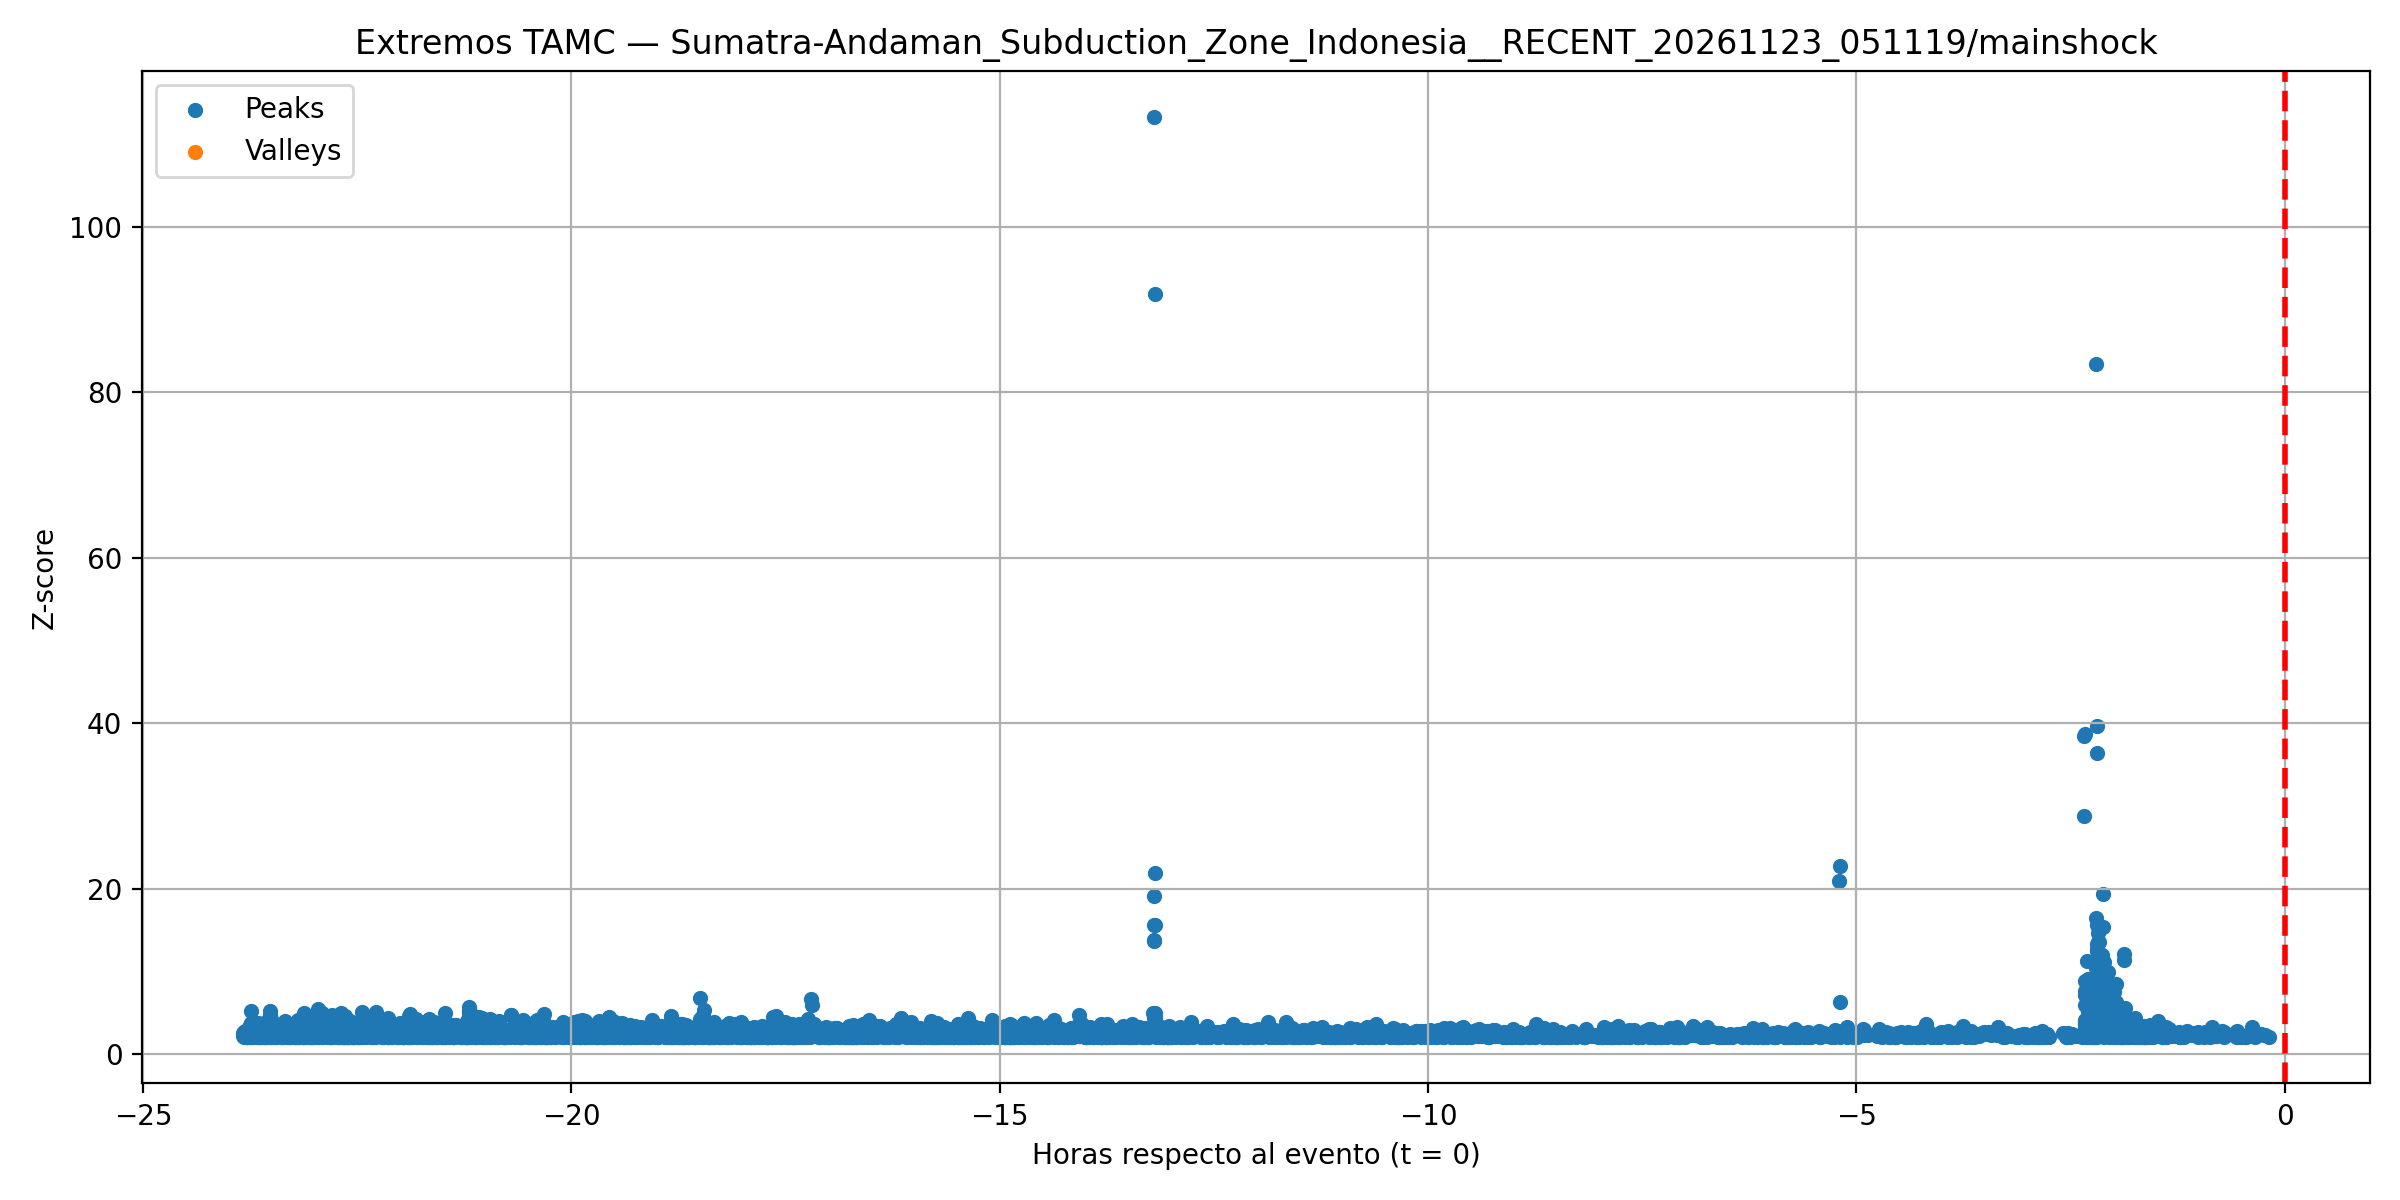 Extremos TAMC — Sumatra-Andaman_Subduction_Zone_Indonesia__RECENT_20261123_051119/mainshock
Peaks
Valleys
100
80
60
40
20
0
Z-score
−25
−20
−15
−10
−5
0
Horas respecto al evento (t = 0)